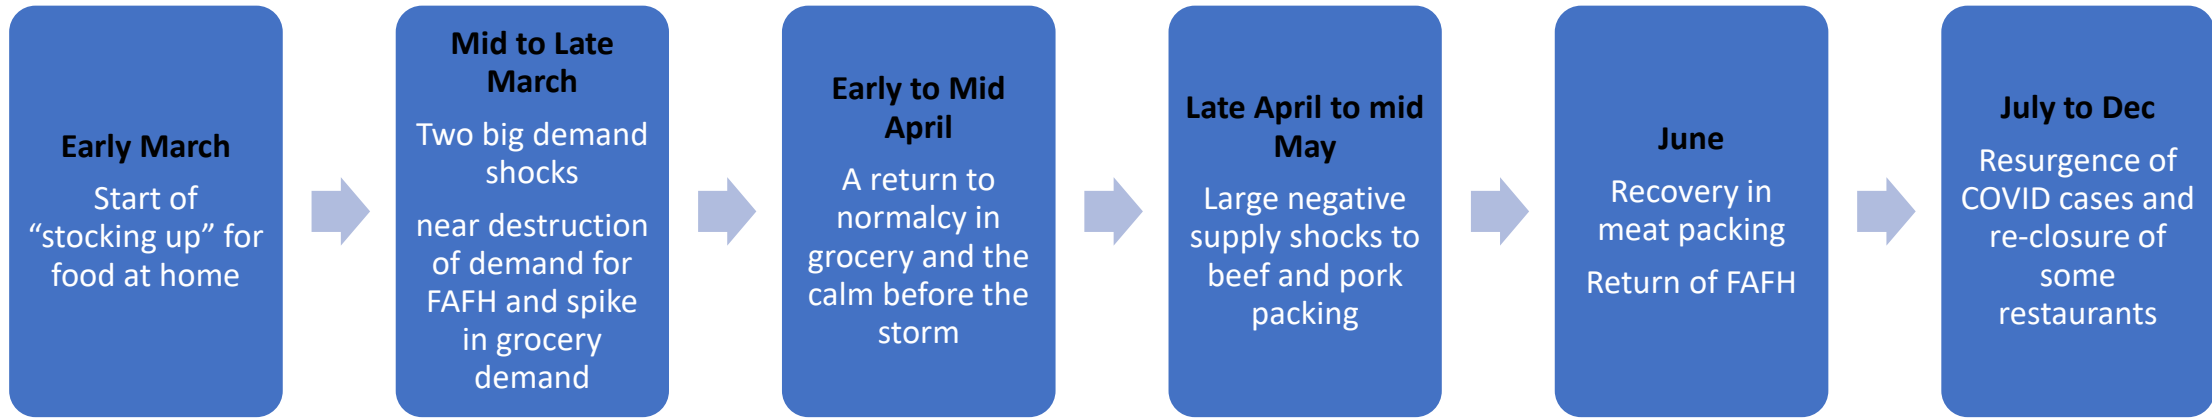 Early March
Start of
“stocking up” for
food at home
Mid to Late
March
Two big demand
shocks
near destruction
of demand for
FAFH and spike
in grocery
demand
Early to Mid
April
A return to
normalcy in
grocery and the
calm before the
storm
Late April to mid
May
Large negative
supply shocks to
beef and pork
packing
June
Recovery in
meat packing
Return of FAFH
July to Dec
Resurgence of
COVID cases and
re-closure of
some
restaurants